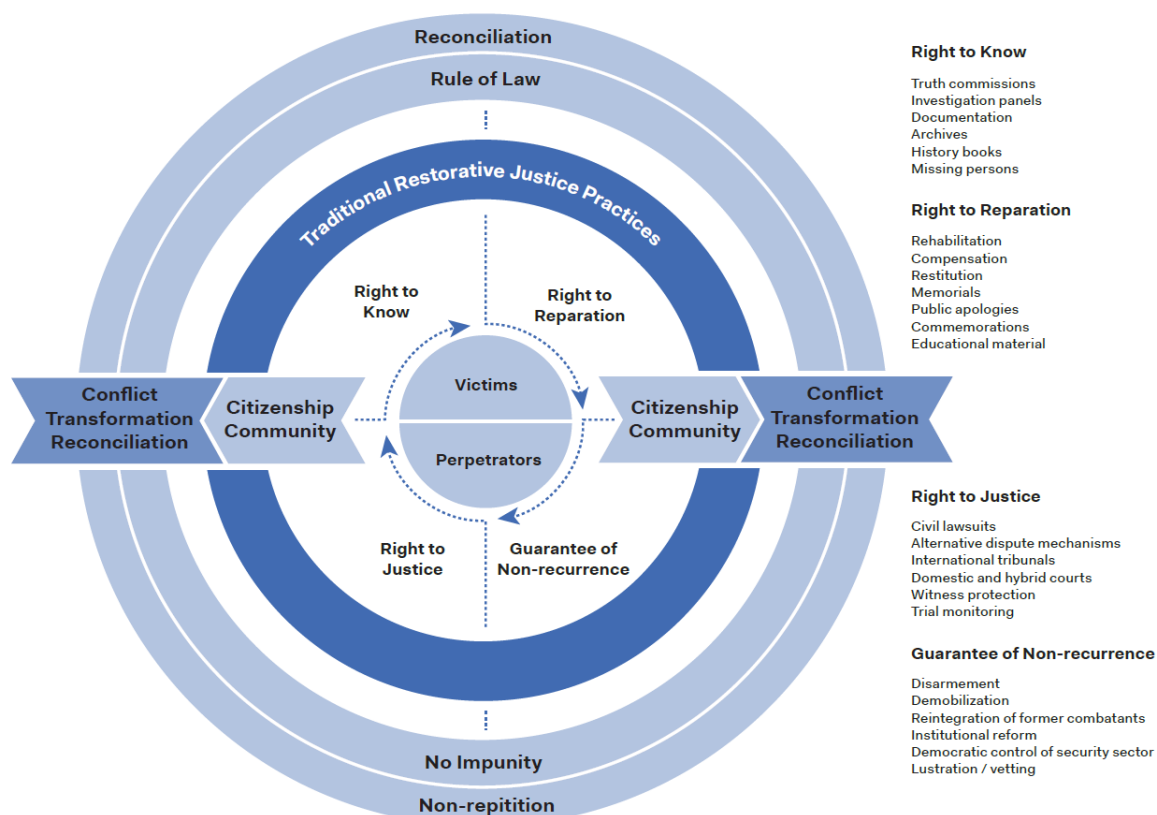 Reconciliation
Rule of Law
Traditional Restorative Justice Practices
Right to
Know
Right to
Reparation
Victims
Perpetrators
Conflict
Transformation
Reconciliation
Citizenship
Community
Citizenship
Community
Conflict
Transformation
Reconciliation
Right to
Justice
Guarantee of
Non-recurrence
No Impunity
Non-repitition
Right to Know
Truth commissions
Investigation panels
Documentation
Archives
History books
Missing persons
Right to Reparation
Rehabilitation
Compensation
Restitution
Memorials
Public apologies
Commemorations
Educational material
Right to Justice
Civil lawsuits
Alternative dispute mechanisms
International tribunals
Domestic and hybrid courts
Witness protection
Trial monitoring
Guarantee of Non-recurrence
Disarmement
Demobilization
Reintegration of former combatants
Institutional reform
Democratic control of security sector
Lustration / vetting